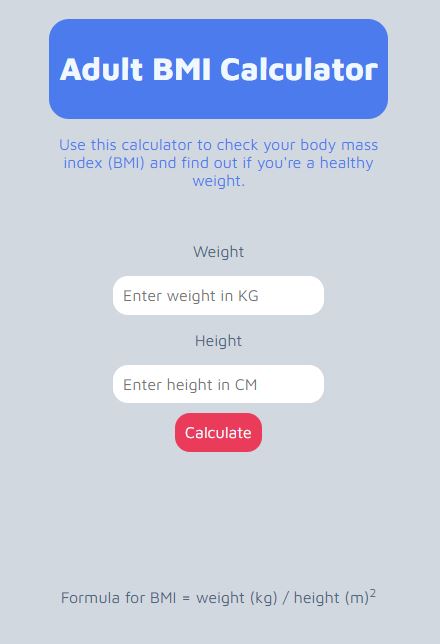 Adult BMI Calculator
Use this calculator to check your body mass
index (BMI) and find out if you're a healthy
weight.
Weight
Enter weight in KG
Height
Enter height in CM
Calculate
Formula for BMI = weight (kg) / height (m)²